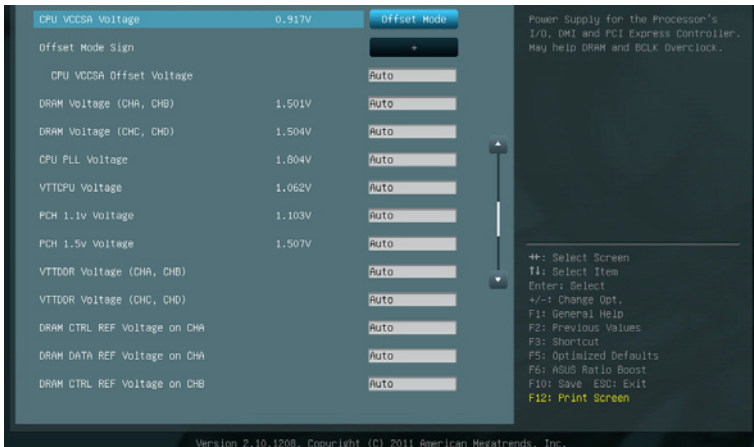 CPU VCCSA Voltage 0.917V Offset Mode
Offset Mode Sign +
CPU VCCSA Offset Voltage Auto
DRAM Voltage (CHA, CHB) 1.501V Auto
DRAM Voltage (CHC, CHD) 1.504V Auto
CPU PLL Voltage 1.804V Auto
VTTCPU Voltage 1.062V Auto
PCH 1.1v Voltage 1.103V Auto
PCH 1.5v Voltage 1.507V Auto
VTTDDR Voltage (CHA, CHB) Auto
VTTDDR Voltage (CHC, CHD) Auto
DRAM CTRL REF Voltage on CHA Auto
DRAM DATA REF Voltage on CHA Auto
DRAM CTRL REF Voltage on CHB Auto
Power Supply for the Processor's
I/O, DMI and PCI Express Controller.
May help DRAM and BCLK Overclock.
→←: Select Screen
↑↓: Select Item
Enter: Select
+/-: Change Opt.
F1: General Help
F2: Previous Values
F3: Shortcut
F5: Optimized Defaults
F6: ASUS Ratio Boost
F10: Save ESC: Exit
F12: Print Screen
Version 2.10.1208. Copyright (C) 2011 American Megatrends, Inc.